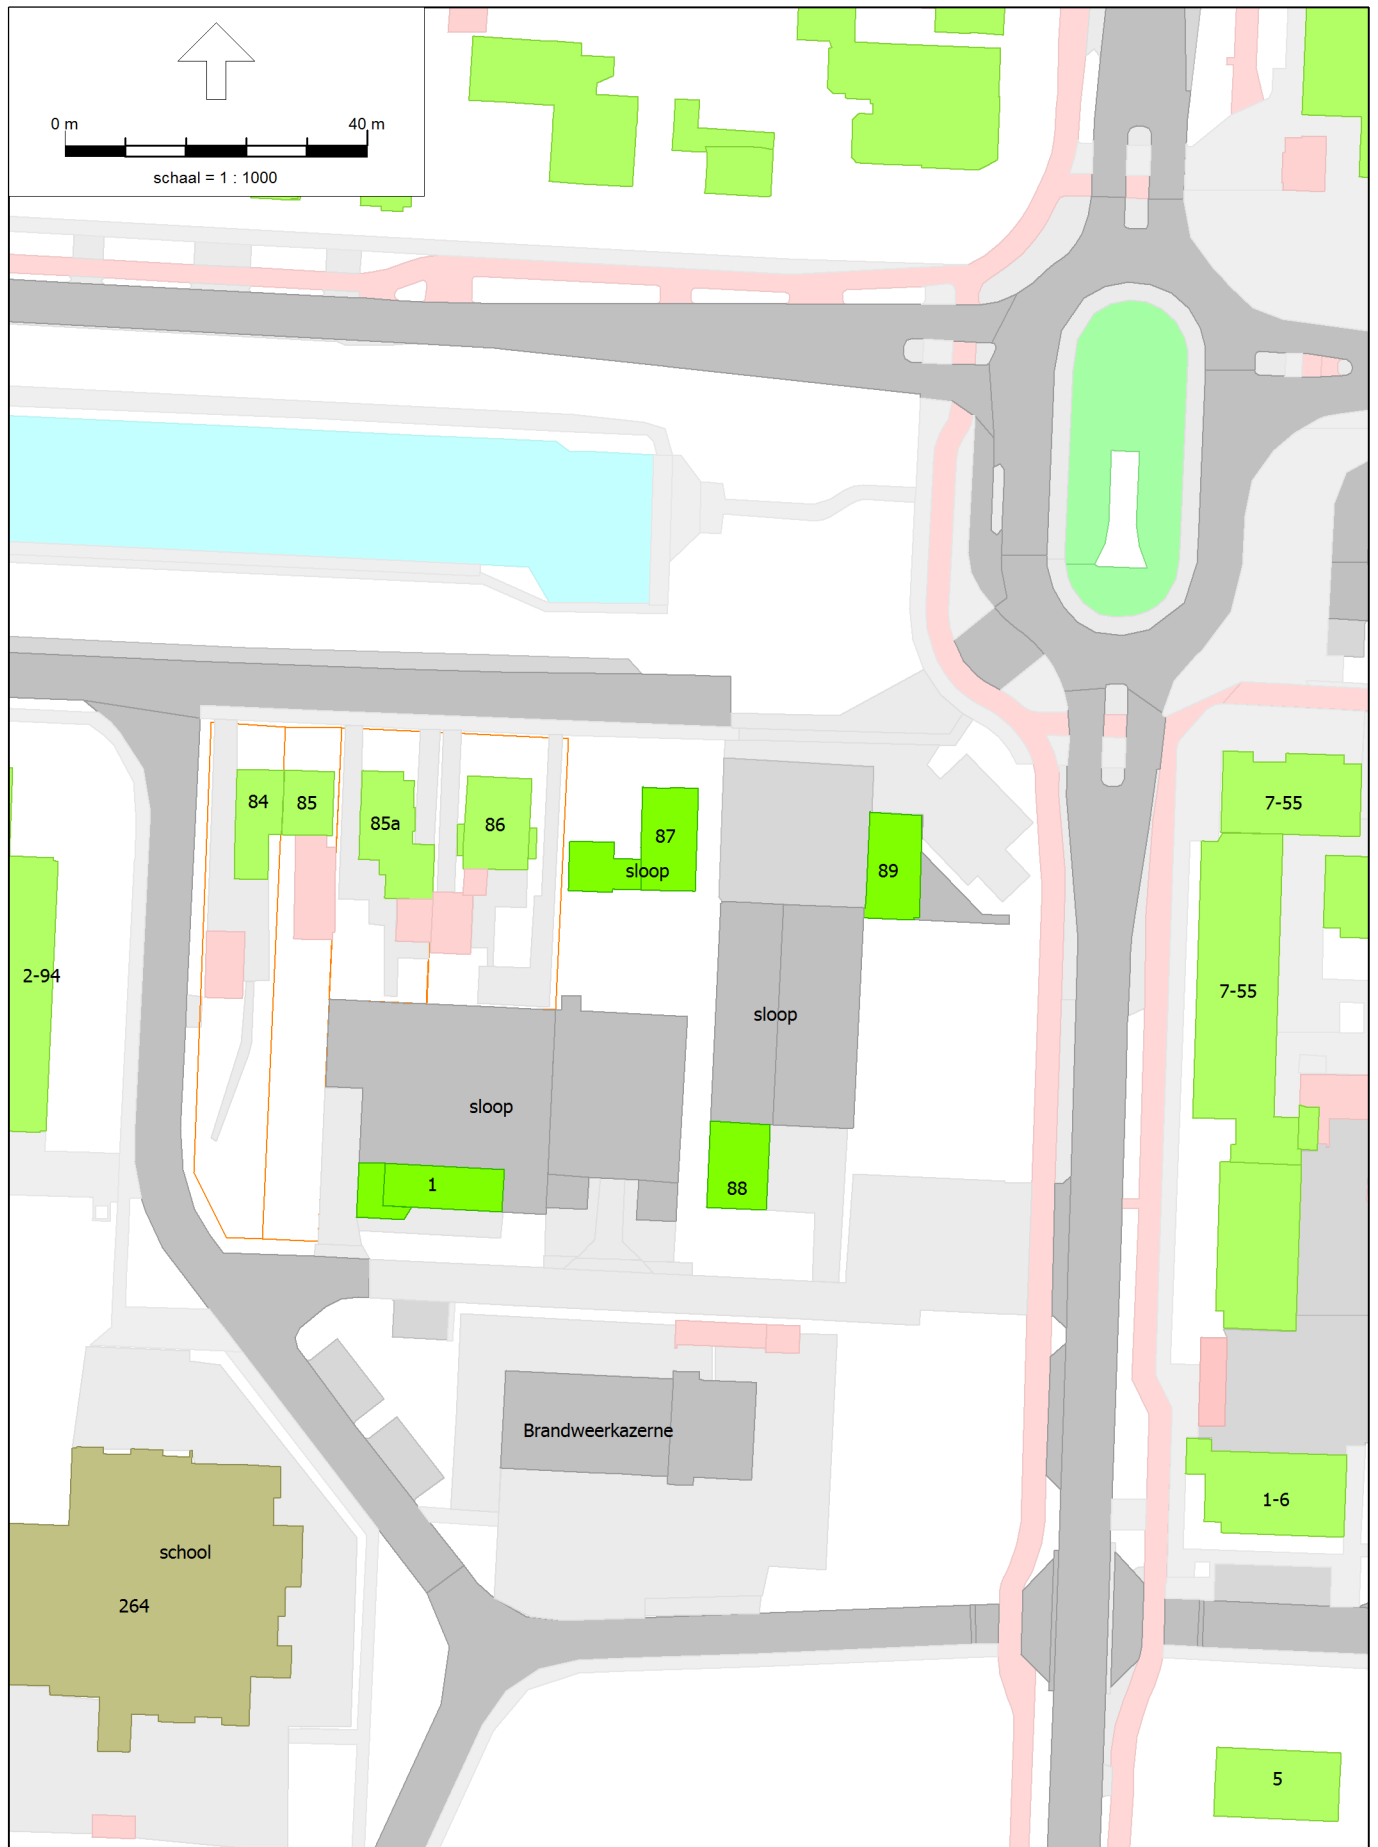 0 m
40 m
schaal = 1 : 1000
84
85
85a
86
87
sloop
89
7-55
2-94
7-55
sloop
sloop
1
88
Brandweerkazerne
1-6
school
264
5